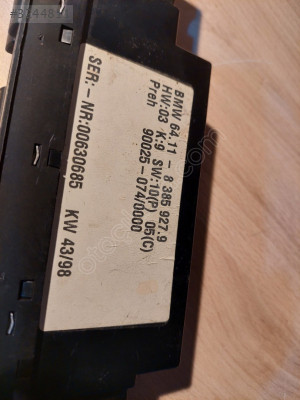 BMW 64.11 - 8 385 927.9
HW:03 K:9 SW:10(P) 05(C)
Preh 90025-074/0000
SER:-NR:00630685 KW 43/98